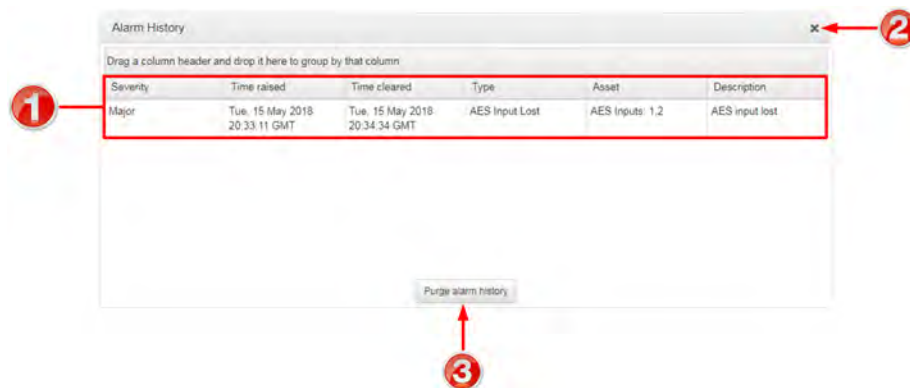 Alarm History
2
Drag a column header and drop it here to group by that column
Severity Time raised Time cleared Type Asset Description
1
Major Tue, 15 May 2018 Tue, 15 May 2018 AES Input Lost AES Inputs: 1,2 AES input lost
20:33:11 GMT 20:34:34 GMT
Purge alarm history
3